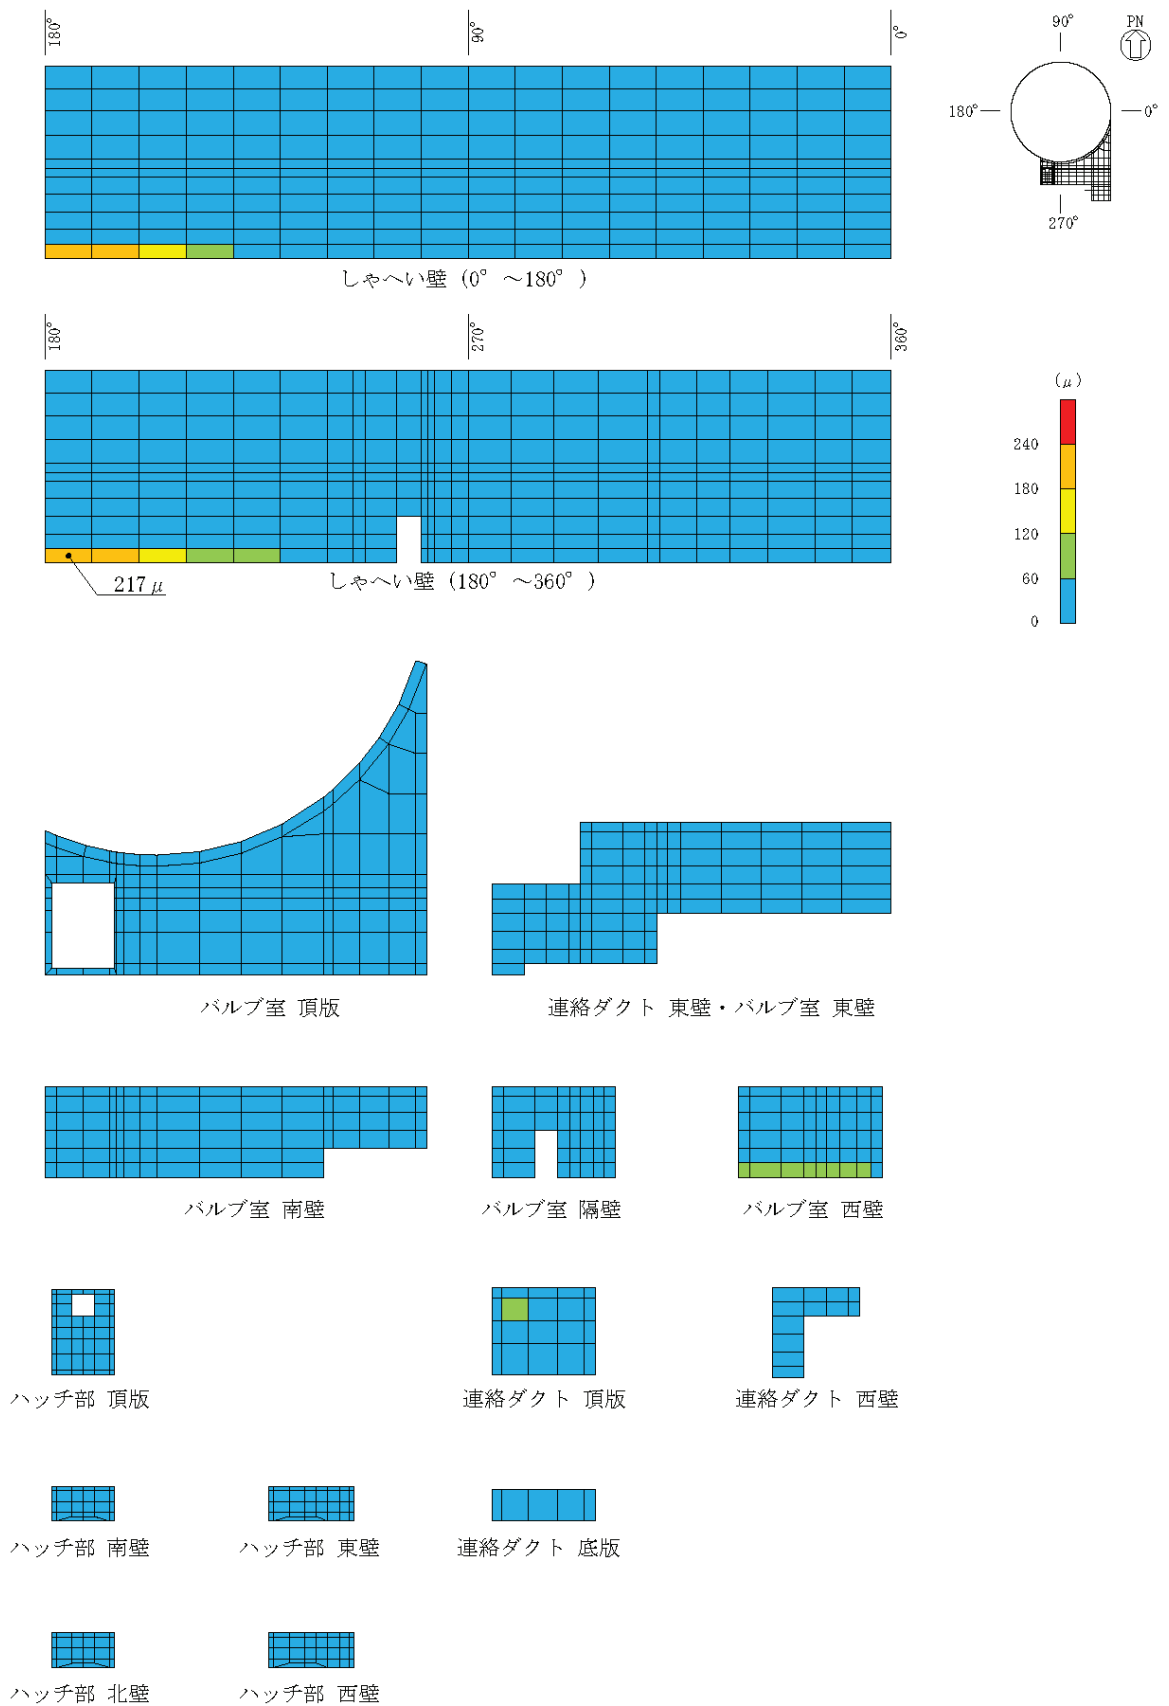 180°
90°
0°
90°
PN
180°
0°
270°
しゃへい壁 (0° ～180° )
180°
270°
360°
(μ)
240
180
120
60
0
217μ
しゃへい壁 (180° ～360° )
バルブ室 頂版
連絡ダクト 東壁・バルブ室 東壁
バルブ室 南壁
バルブ室 隔壁
バルブ室 西壁
ハッチ部 頂版
連絡ダクト 頂版
連絡ダクト 西壁
ハッチ部 南壁
ハッチ部 東壁
連絡ダクト 底版
ハッチ部 北壁
ハッチ部 西壁